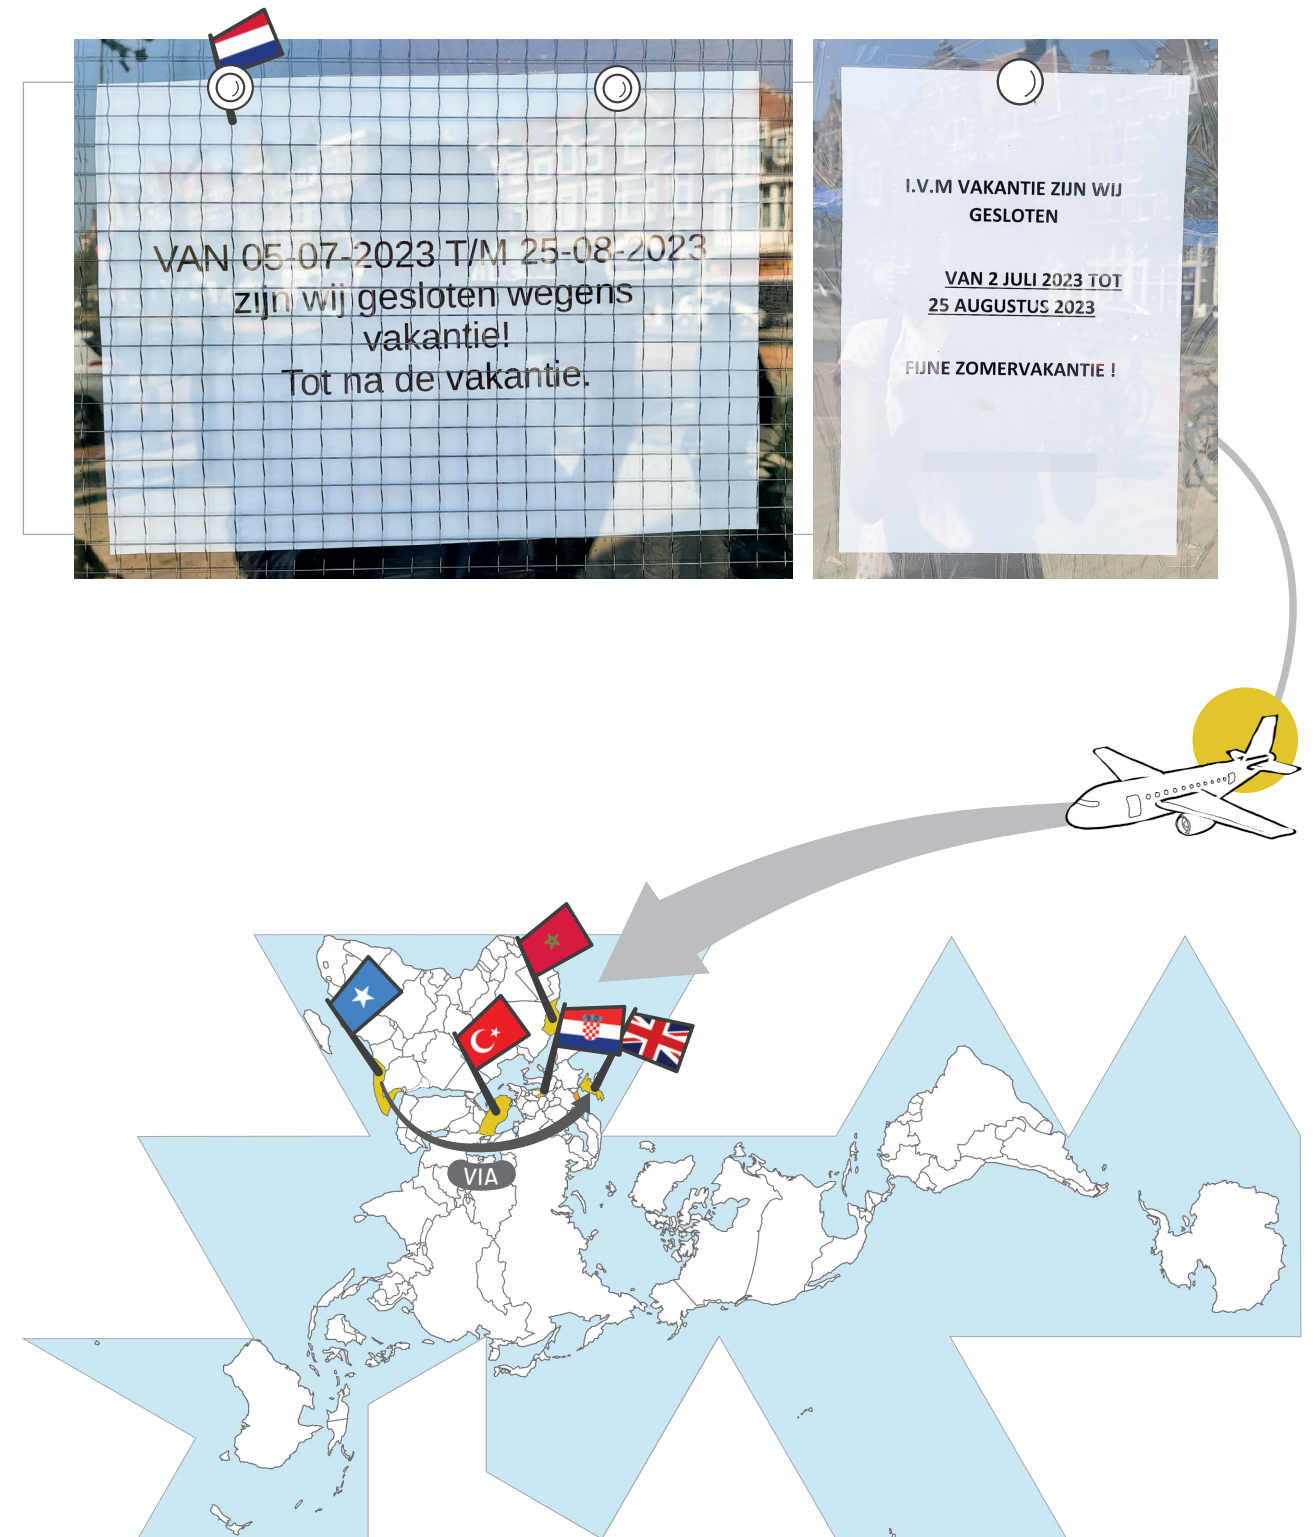 VAN 05-07-2023 T/M 25-08-2023
zijn wij gesloten wegens
vakantie!
Tot na de vakantie.
I.V.M VAKANTIE ZIJN WIJ
GESLOTEN
VAN 2 JULI 2023 TOT
25 AUGUSTUS 2023
FIJNE ZOMERVAKANTIE !
VIA